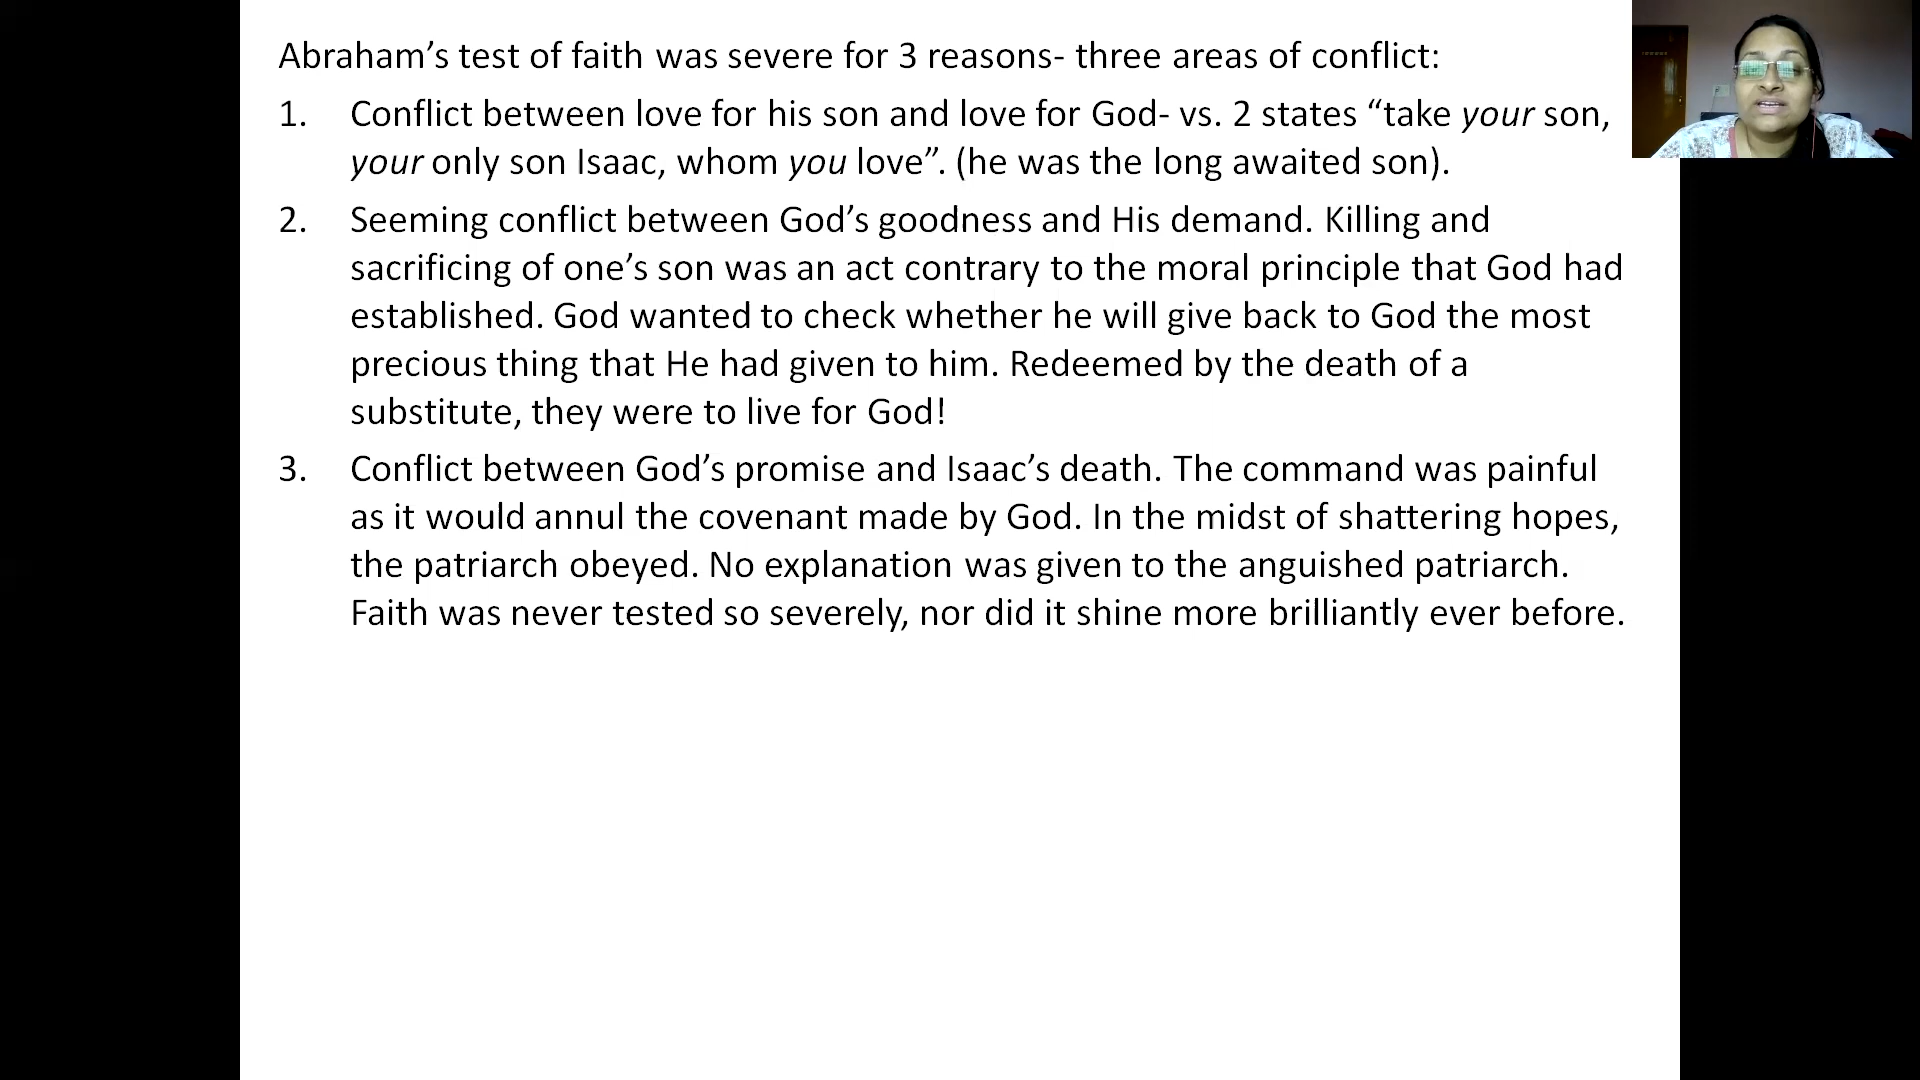 Abraham’s test of faith was severe for 3 reasons- three areas of conflict:
1. Conflict between love for his son and love for God- vs. 2 states “take your son,
your only son Isaac, whom you love”. (he was the long awaited son).
2. Seeming conflict between God’s goodness and His demand. Killing and
sacrificing of one’s son was an act contrary to the moral principle that God had
established. God wanted to check whether he will give back to God the most
precious thing that He had given to him. Redeemed by the death of a
substitute, they were to live for God!
3. Conflict between God’s promise and Isaac’s death. The command was painful
as it would annul the covenant made by God. In the midst of shattering hopes,
the patriarch obeyed. No explanation was given to the anguished patriarch.
Faith was never tested so severely, nor did it shine more brilliantly ever before.